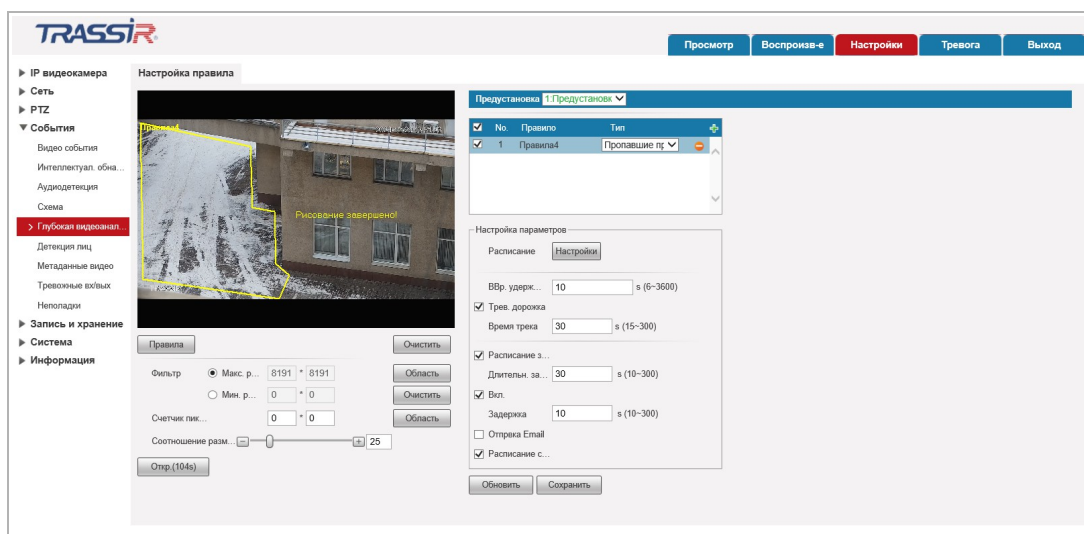 TRASSIR
Просмотр Воспроизв-е Настройки Тревога Выход
IP видеокамера
Сеть
PTZ
События
Видео события
Интеллектуал. обна...
Аудиодетекция
Схема
Глубокая видеоанал...
Детекция лиц
Метаданные видео
Тревожные вх/вых
Неполадки
Запись и хранение
Система
Информация
Настройка правила
Правила4
Рисование завершено!
Правила Очистить
Фильтр Макс. р... 8191 * 8191 Область
Мин. р... 0 * 0 Очистить
Счетчик пик... 0 * 0 Область
Соотношение разм... 25
Откр.(104s)
Предустановка 1:Предустановк
No. Правило Тип
1 Правила4 Пропавшие пр
Настройка параметров
Расписание Настройки
ВВр. удерж... 10 s (6~3600)
Трев. дорожка
Время трека 30 s (15~300)
Расписание з...
Длительн. за... 30 s (10~300)
Вкл.
Задержка 10 s (10~300)
Отпрвка Email
Расписание с...
Обновить Сохранить